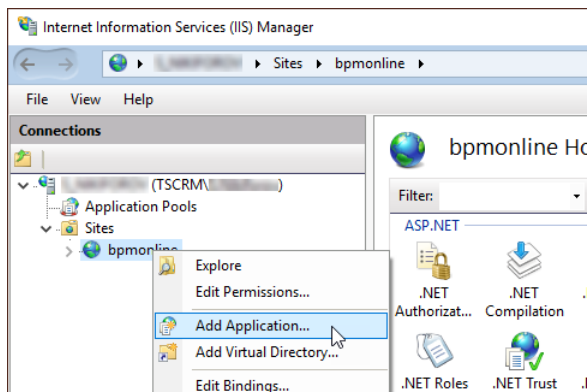 Internet Information Services (IIS) Manager
Sites bpmonline
File View Help
Connections
bpmonline Ho
(TSCRM\ )
Filter:
Application Pools
ASP.NET
Sites
bpmonline
Explore
Edit Permissions...
.NET Authorizat...
.NET Compilation
Add Application...
Add Virtual Directory...
Edit Bindings...
.NET Roles
.NET Trust